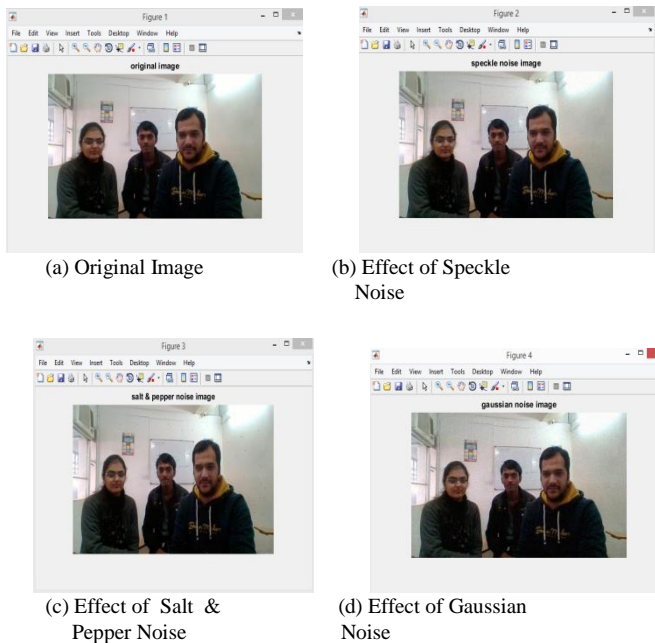 Figure 1
File Edit View Insert Tools Desktop Window Help
original image
(a) Original Image
Figure 2
File Edit View Insert Tools Desktop Window Help
speckle noise image
(b) Effect of Speckle
Noise
Figure 3
File Edit View Insert Tools Desktop Window Help
salt & pepper noise image
(c) Effect of Salt &
Pepper Noise
Figure 4
File Edit View Insert Tools Desktop Window Help
gaussian noise image
(d) Effect of Gaussian
Noise